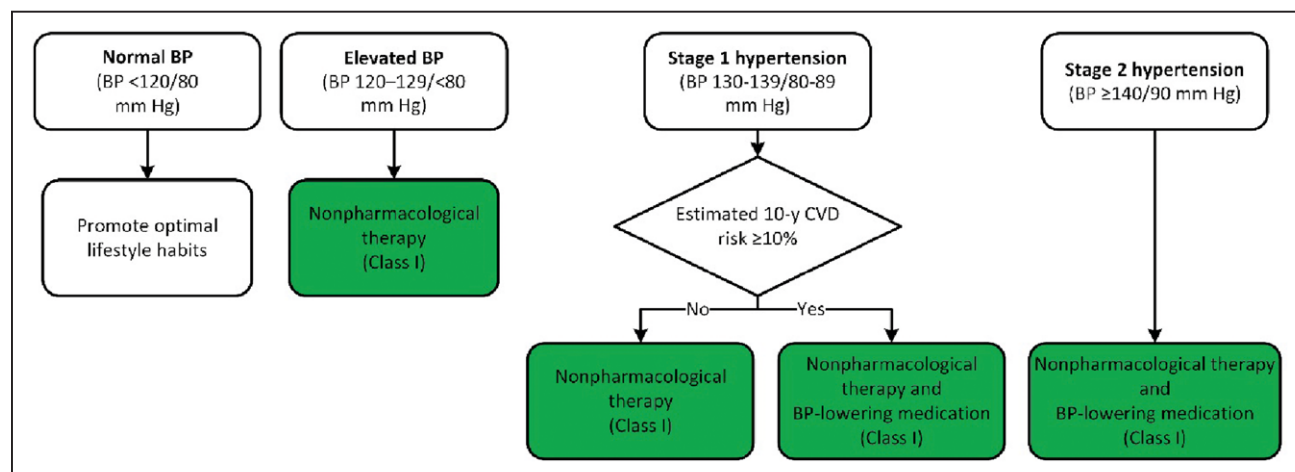 Normal BP
(BP <120/80
mm Hg)
Elevated BP
(BP 120–129/<80
mm Hg)
Stage 1 hypertension
(BP 130-139/80-89
mm Hg)
Stage 2 hypertension
(BP ≥140/90 mm Hg)
Promote optimal
lifestyle habits
Nonpharmacological
therapy
(Class I)
Estimated 10-y CVD
risk ≥10%
No
Yes
Nonpharmacological
therapy
(Class I)
Nonpharmacological
therapy and
BP-lowering medication
(Class I)
Nonpharmacological therapy
and
BP-lowering medication
(Class I)